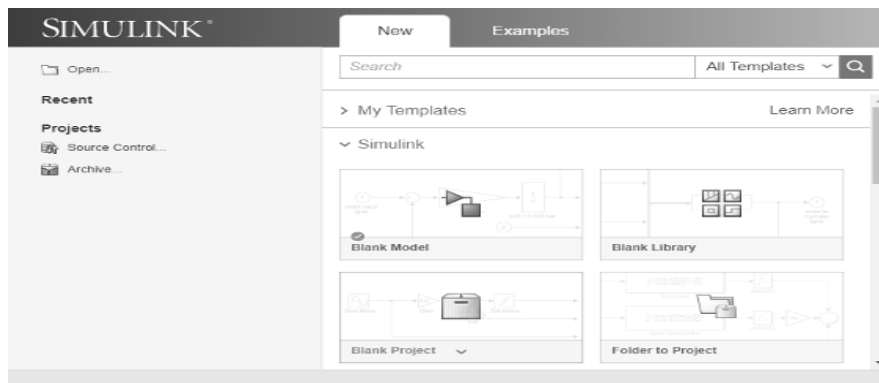 SIMULINK®
New Examples
Open...
Recent
Projects
Source Control...
Archive...
Search
All Templates
My Templates
Learn More
Simulink
Blank Model
Blank Library
Blank Project
Folder to Project